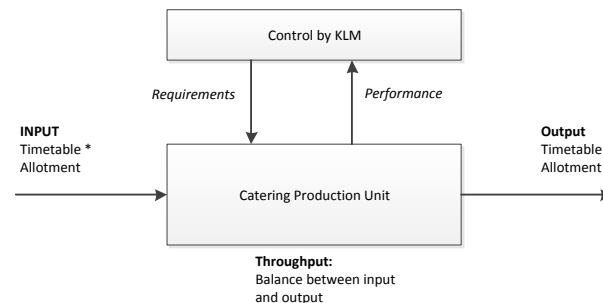 Control by KLM
Requirements
Performance
INPUT
Timetable *
Allotment
Catering Production Unit
Output
Timetable
Allotment
Throughput:
Balance between input
and output